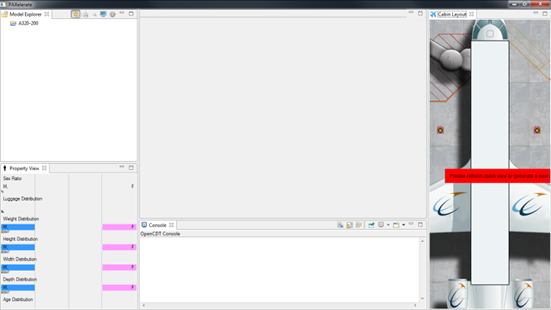 PAXelerate
Model Explorer
A320-200
Cabin Layout
Please refresh cabin view or generate a new
Property View
Sex Ratio
M,
F
Luggage Distribution
Weight Distribution
M,
F
Height Distribution
M,
F
Width Distribution
M,
F
Depth Distribution
M,
F
Age Distribution
Console
OpenCDT Console